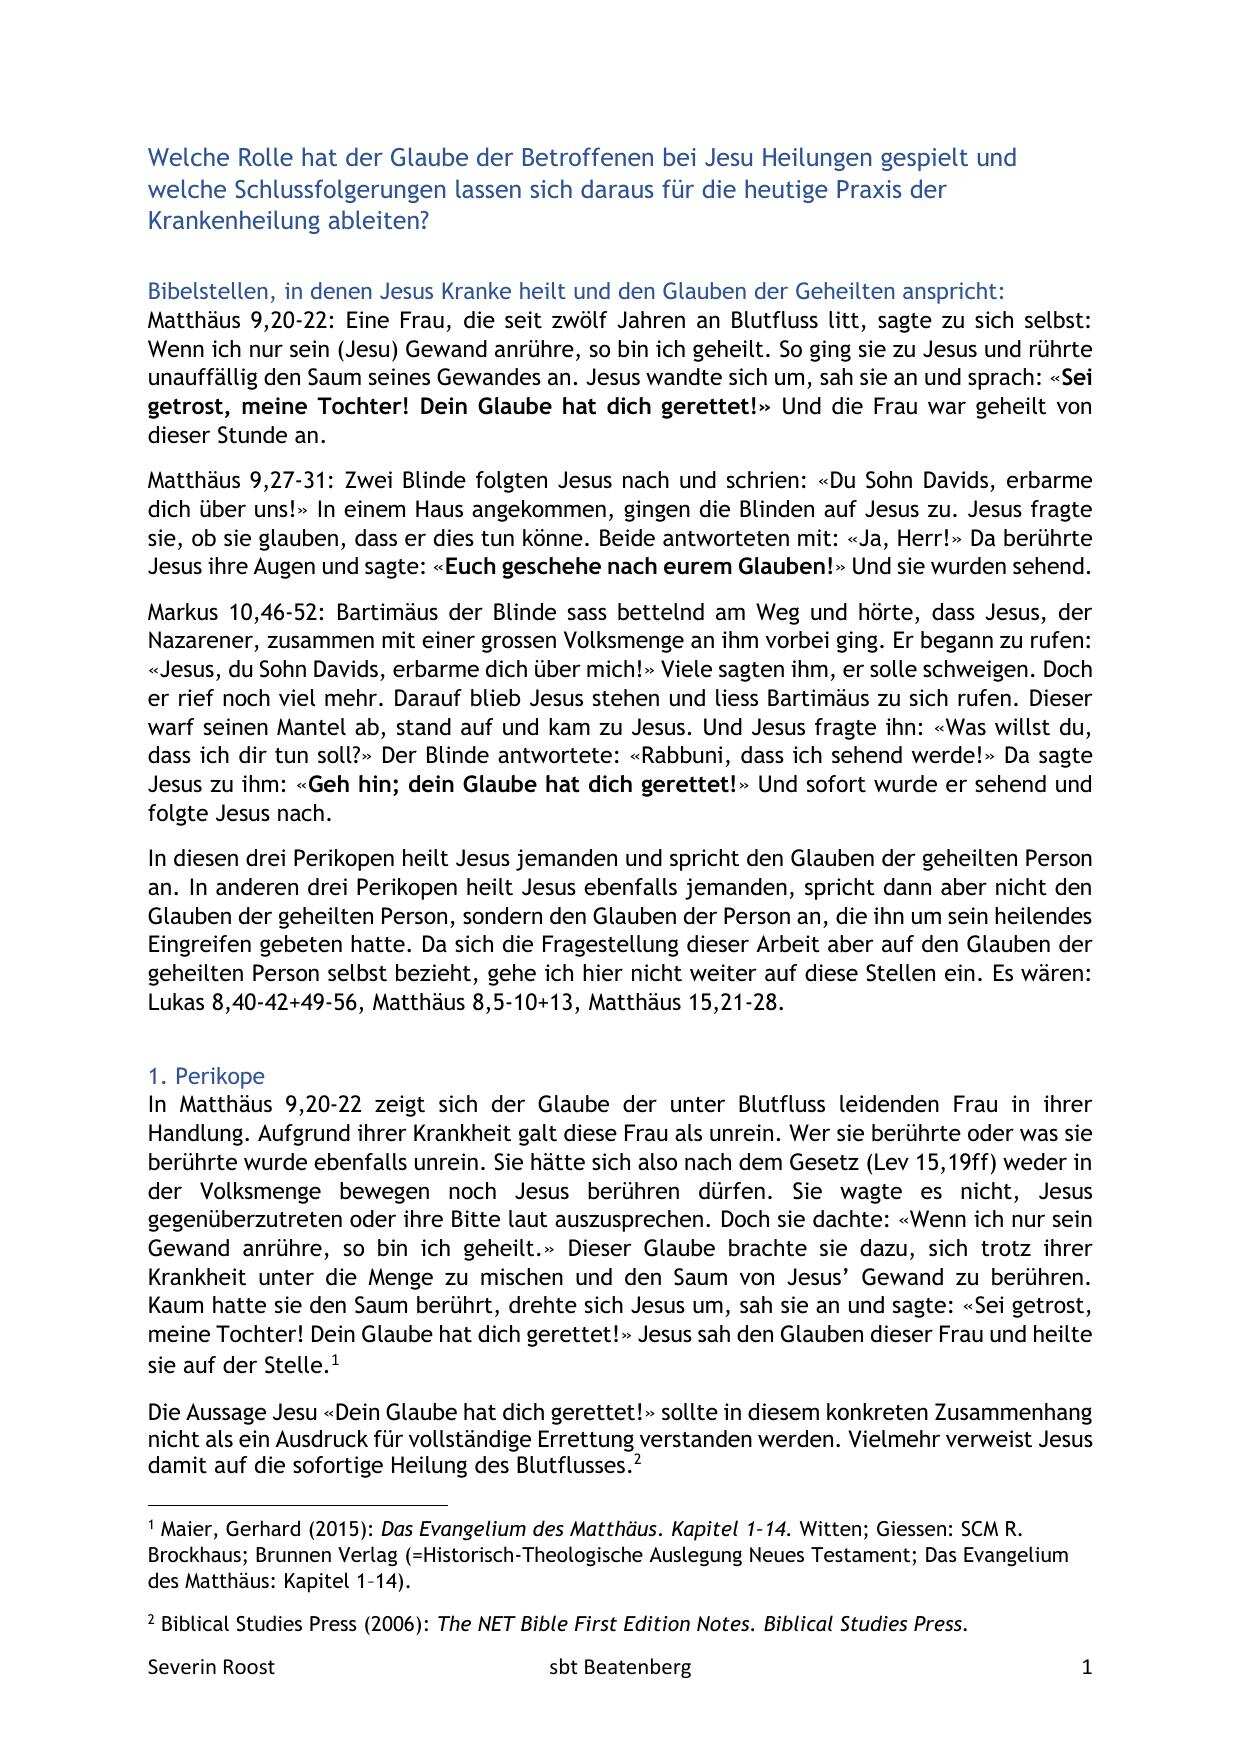 Welche Rolle hat der Glaube der Betroffenen bei Jesu Heilungen gespielt und
welche Schlussfolgerungen lassen sich daraus für die heutige Praxis der
Krankenheilung ableiten?
Bibelstellen, in denen Jesus Kranke heilt und den Glauben der Geheilten anspricht:
Matthäus 9,20-22: Eine Frau, die seit zwölf Jahren an Blutfluss litt, sagte zu sich selbst:
Wenn ich nur sein (Jesu) Gewand anrühre, so bin ich geheilt. So ging sie zu Jesus und rührte
unauffällig den Saum seines Gewandes an. Jesus wandte sich um, sah sie an und sprach: «Sei
getrost, meine Tochter! Dein Glaube hat dich gerettet!» Und die Frau war geheilt von
dieser Stunde an.
Matthäus 9,27-31: Zwei Blinde folgten Jesus nach und schrien: «Du Sohn Davids, erbarme
dich über uns!» In einem Haus angekommen, gingen die Blinden auf Jesus zu. Jesus fragte
sie, ob sie glauben, dass er dies tun könne. Beide antworteten mit: «Ja, Herr!» Da berührte
Jesus ihre Augen und sagte: «Euch geschehe nach eurem Glauben!» Und sie wurden sehend.
Markus 10,46-52: Bartimäus der Blinde sass bettelnd am Weg und hörte, dass Jesus, der
Nazarener, zusammen mit einer grossen Volksmenge an ihm vorbei ging. Er begann zu rufen:
«Jesus, du Sohn Davids, erbarme dich über mich!» Viele sagten ihm, er solle schweigen. Doch
er rief noch viel mehr. Darauf blieb Jesus stehen und liess Bartimäus zu sich rufen. Dieser
warf seinen Mantel ab, stand auf und kam zu Jesus. Und Jesus fragte ihn: «Was willst du,
dass ich dir tun soll?» Der Blinde antwortete: «Rabbuni, dass ich sehend werde!» Da sagte
Jesus zu ihm: «Geh hin; dein Glaube hat dich gerettet!» Und sofort wurde er sehend und
folgte Jesus nach.
In diesen drei Perikopen heilt Jesus jemanden und spricht den Glauben der geheilten Person
an. In anderen drei Perikopen heilt Jesus ebenfalls jemanden, spricht dann aber nicht den
Glauben der geheilten Person, sondern den Glauben der Person an, die ihn um sein heilendes
Eingreifen gebeten hatte. Da sich die Fragestellung dieser Arbeit aber auf den Glauben der
geheilten Person selbst bezieht, gehe ich hier nicht weiter auf diese Stellen ein. Es wären:
Lukas 8,40-42+49-56, Matthäus 8,5-10+13, Matthäus 15,21-28.
1. Perikope
In Matthäus 9,20-22 zeigt sich der Glaube der unter Blutfluss leidenden Frau in ihrer
Handlung. Aufgrund ihrer Krankheit galt diese Frau als unrein. Wer sie berührte oder was sie
berührte wurde ebenfalls unrein. Sie hätte sich also nach dem Gesetz (Lev 15,19ff) weder in
der Volksmenge bewegen noch Jesus berühren dürfen. Sie wagte es nicht, Jesus
gegenüberzutreten oder ihre Bitte laut auszusprechen. Doch sie dachte: «Wenn ich nur sein
Gewand anrühre, so bin ich geheilt.» Dieser Glaube brachte sie dazu, sich trotz ihrer
Krankheit unter die Menge zu mischen und den Saum von Jesus’ Gewand zu berühren.
Kaum hatte sie den Saum berührt, drehte sich Jesus um, sah sie an und sagte: «Sei getrost,
meine Tochter! Dein Glaube hat dich gerettet!» Jesus sah den Glauben dieser Frau und heilte
sie auf der Stelle.1
Die Aussage Jesu «Dein Glaube hat dich gerettet!» sollte in diesem konkreten Zusammenhang
nicht als ein Ausdruck für vollständige Errettung verstanden werden. Vielmehr verweist Jesus
damit auf die sofortige Heilung des Blutflusses.2
1 Maier, Gerhard (2015): Das Evangelium des Matthäus. Kapitel 1–14. Witten; Giessen: SCM R.
Brockhaus; Brunnen Verlag (=Historisch-Theologische Auslegung Neues Testament; Das Evangelium
des Matthäus: Kapitel 1–14).
2 Biblical Studies Press (2006): The NET Bible First Edition Notes. Biblical Studies Press.
Severin Roost sbt Beatenberg 1